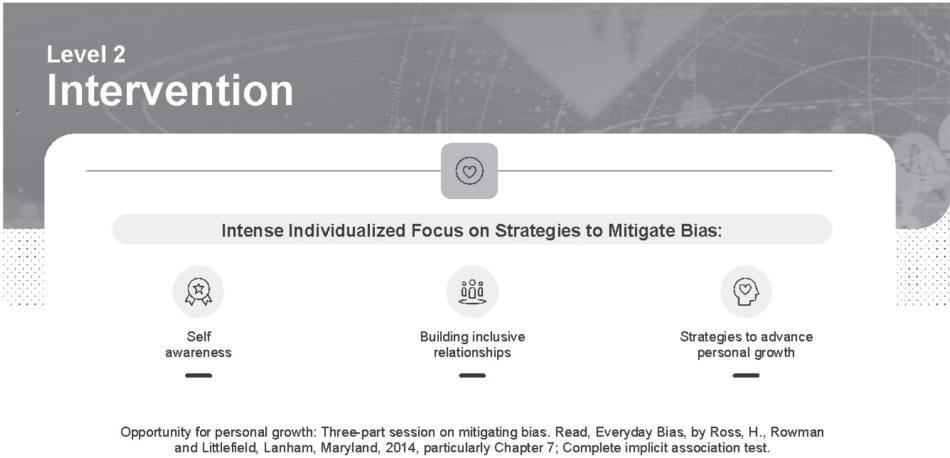 Level 2
Intervention
Intense Individualized Focus on Strategies to Mitigate Bias:
Self
awareness
Building inclusive
relationships
Strategies to advance
personal growth
Opportunity for personal growth: Three-part session on mitigating bias. Read, Everyday Bias, by Ross, H., Rowman
and Littlefield, Lanham, Maryland, 2014, particularly Chapter 7; Complete implicit association test.